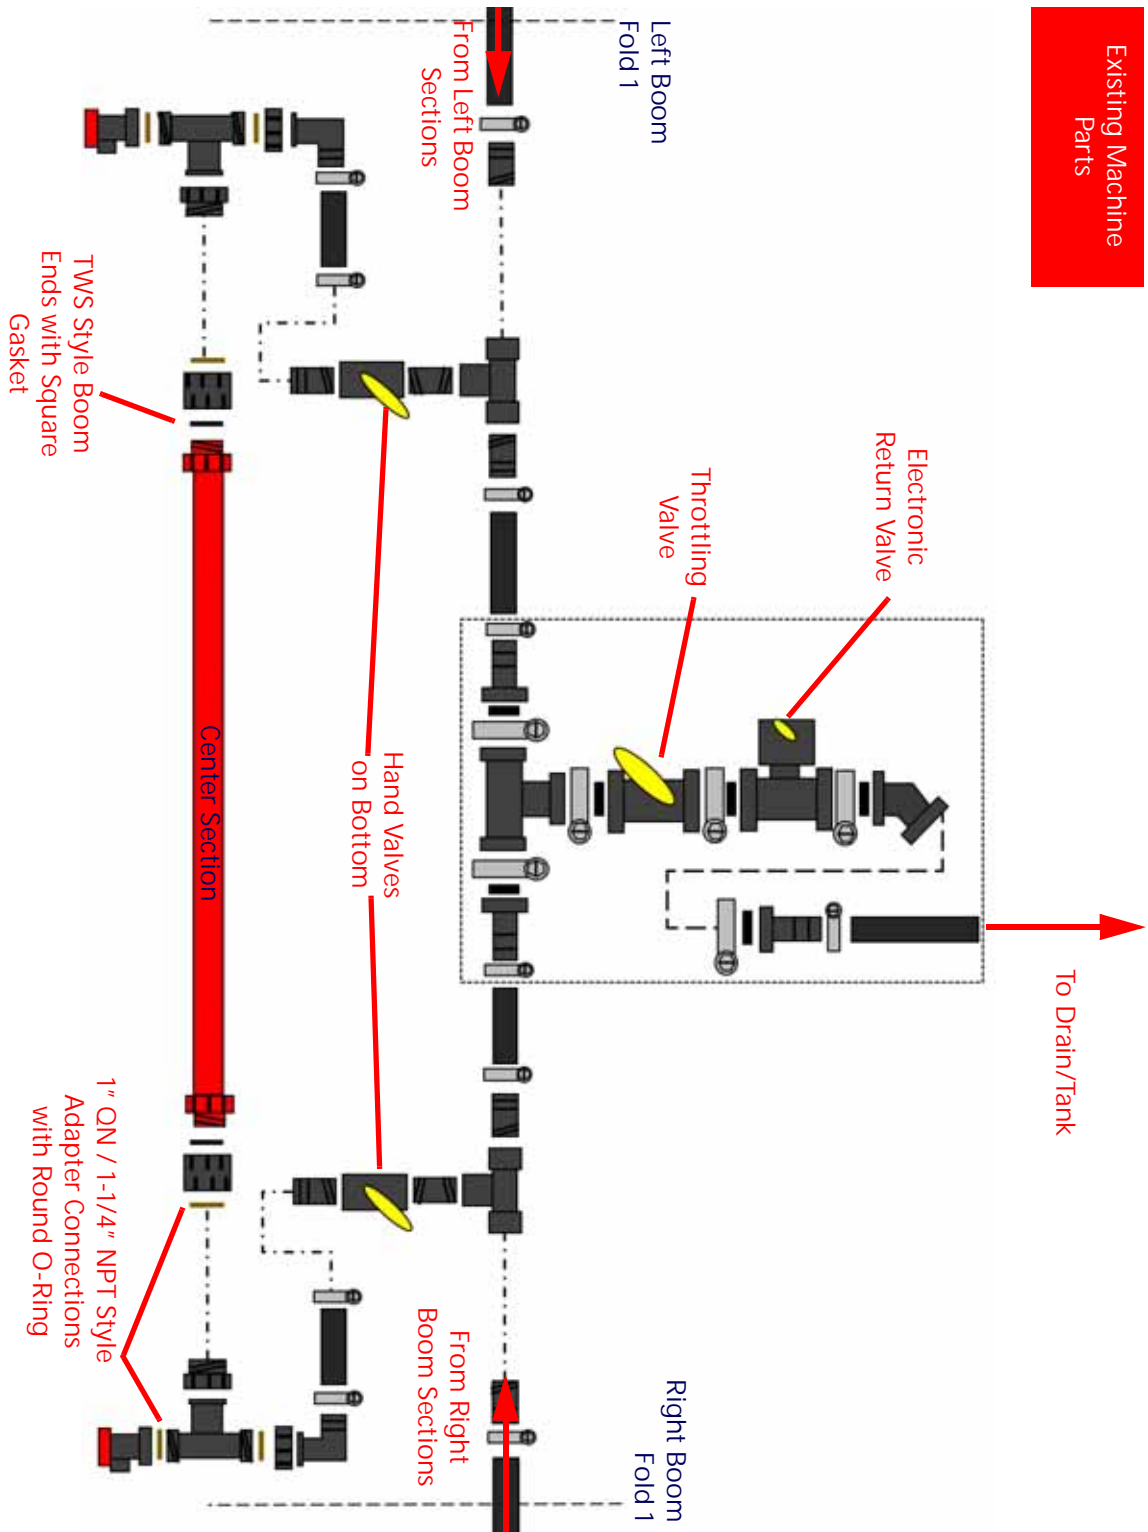 Existing Machine
Parts
Left Boom
Fold 1
From Left Boom
Sections
Electronic
Return Valve
Throttling
Valve
TWS Style Boom
Ends with Square
Gasket
Center Section
Hand Valves
on Bottom
To Drain/Tank
1" QN / 1-1/4" NPT Style
Adapter Connections
with Round O-Ring
From Right
Boom Sections
Right Boom
Fold 1